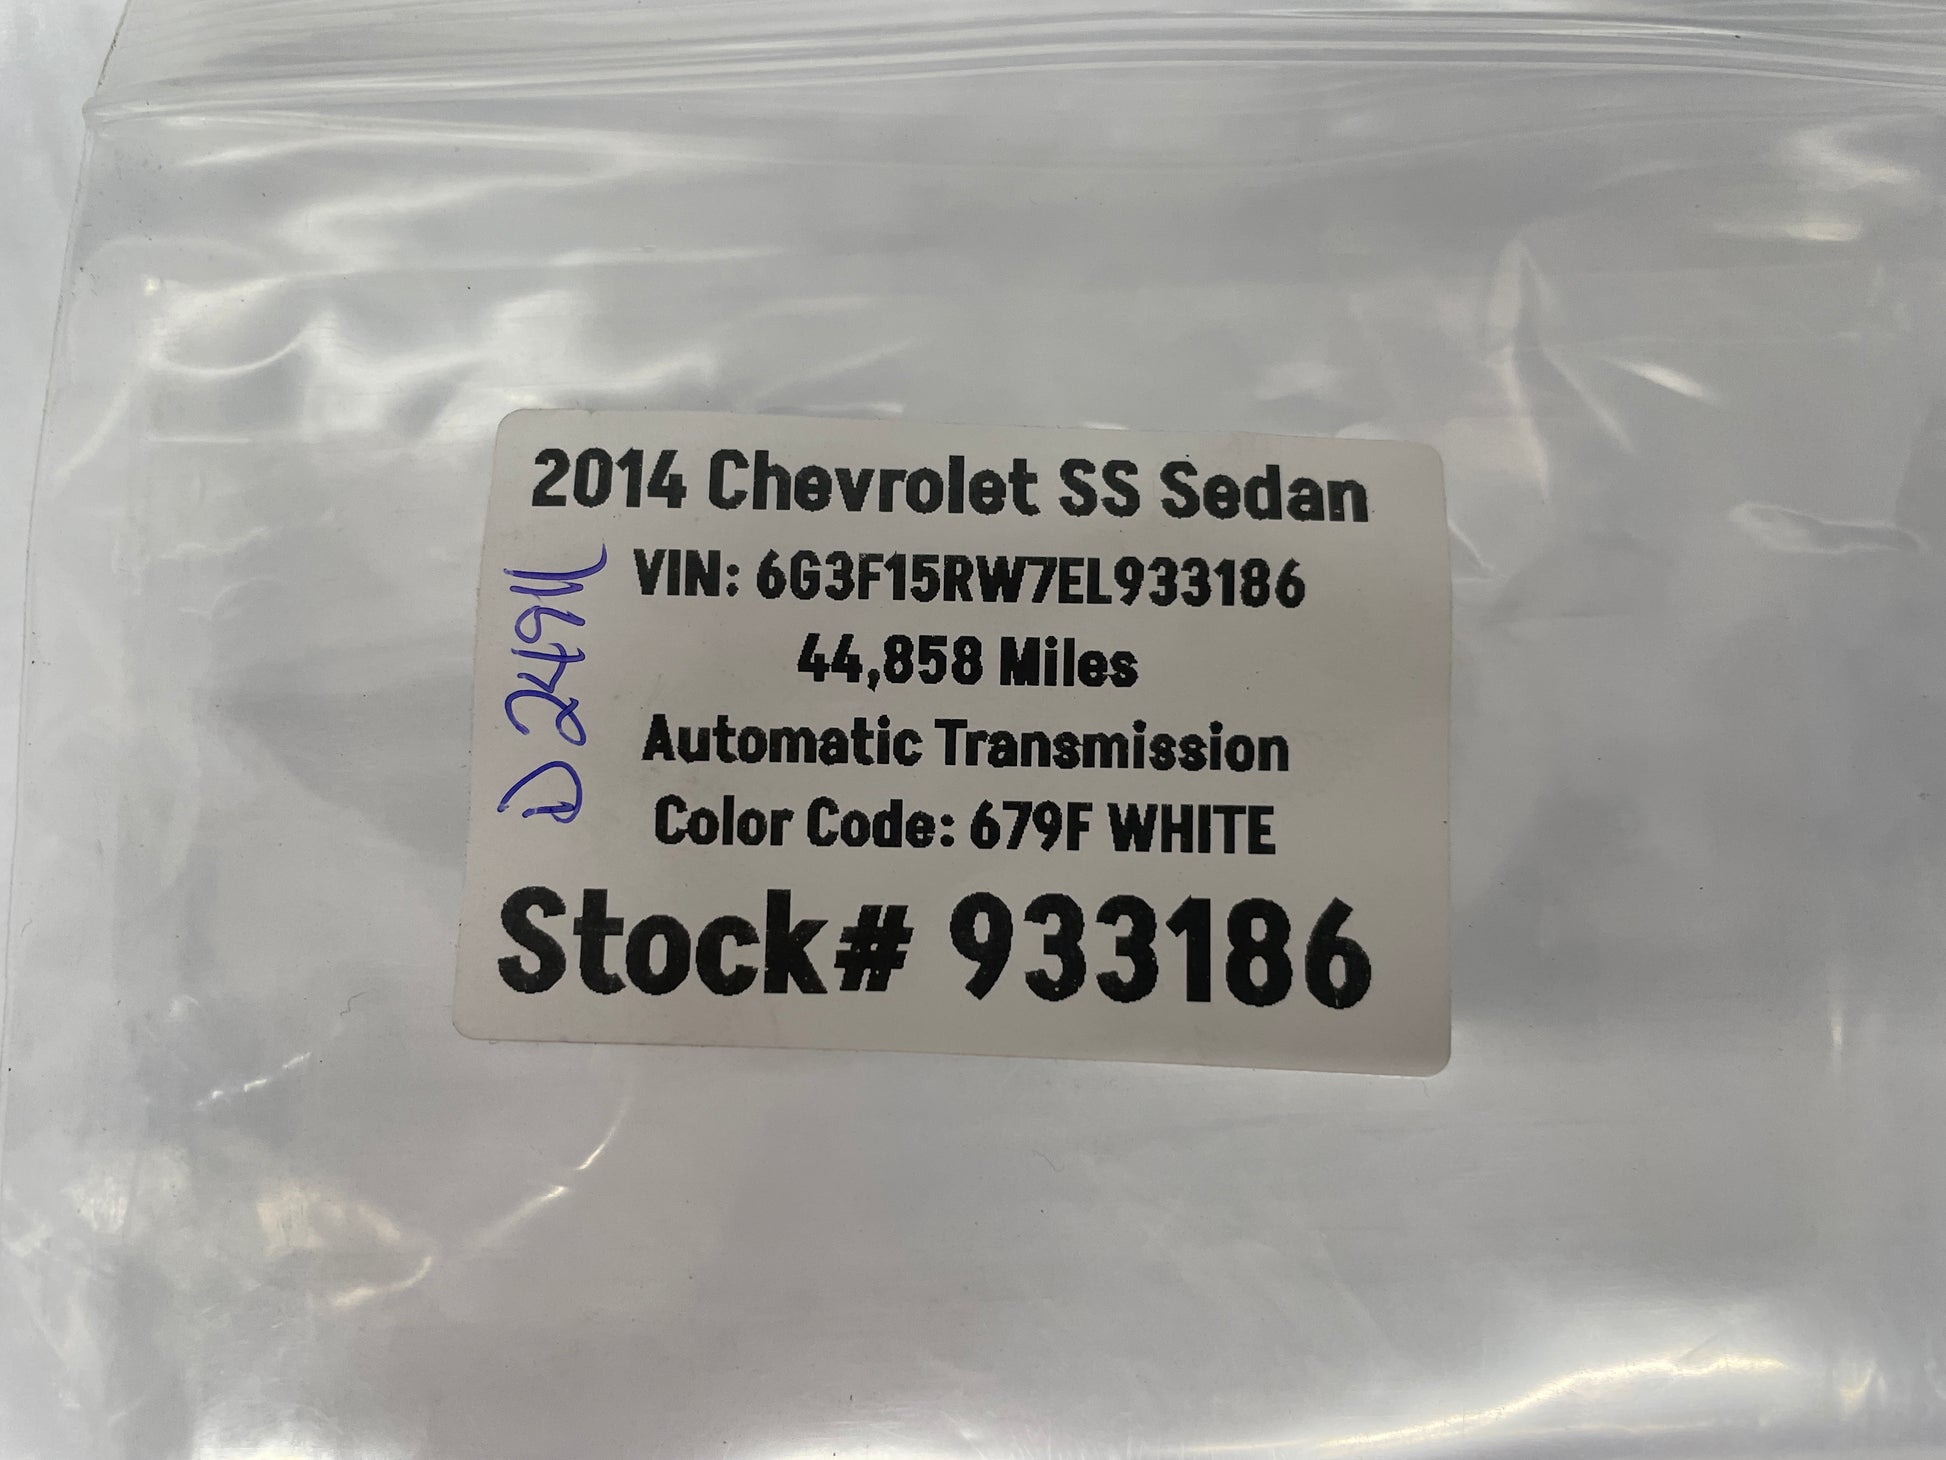 2014 Chevrolet SS Sedan
VIN: 6G3F15RW7EL933186
44,858 Miles
Automatic Transmission
Color Code: 679F WHITE
Stock# 933186